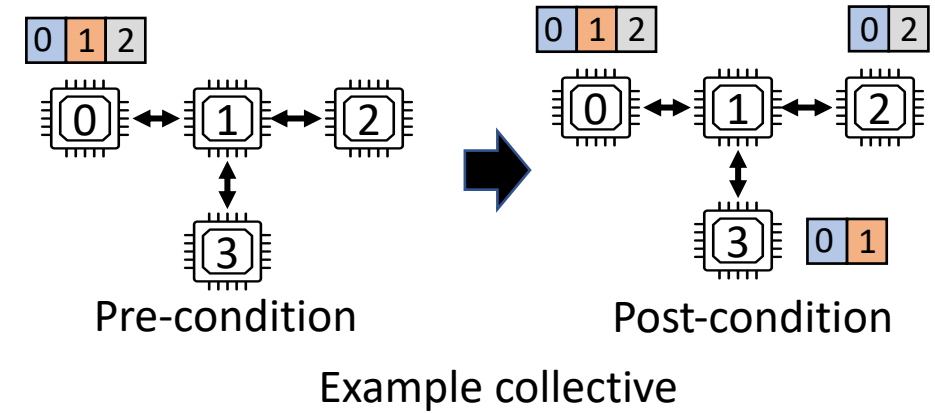 0 1 2
0 1 2
3
Pre-condition
0 1 2
0 2
0 1 2
3
0 1
Post-condition
Example collective